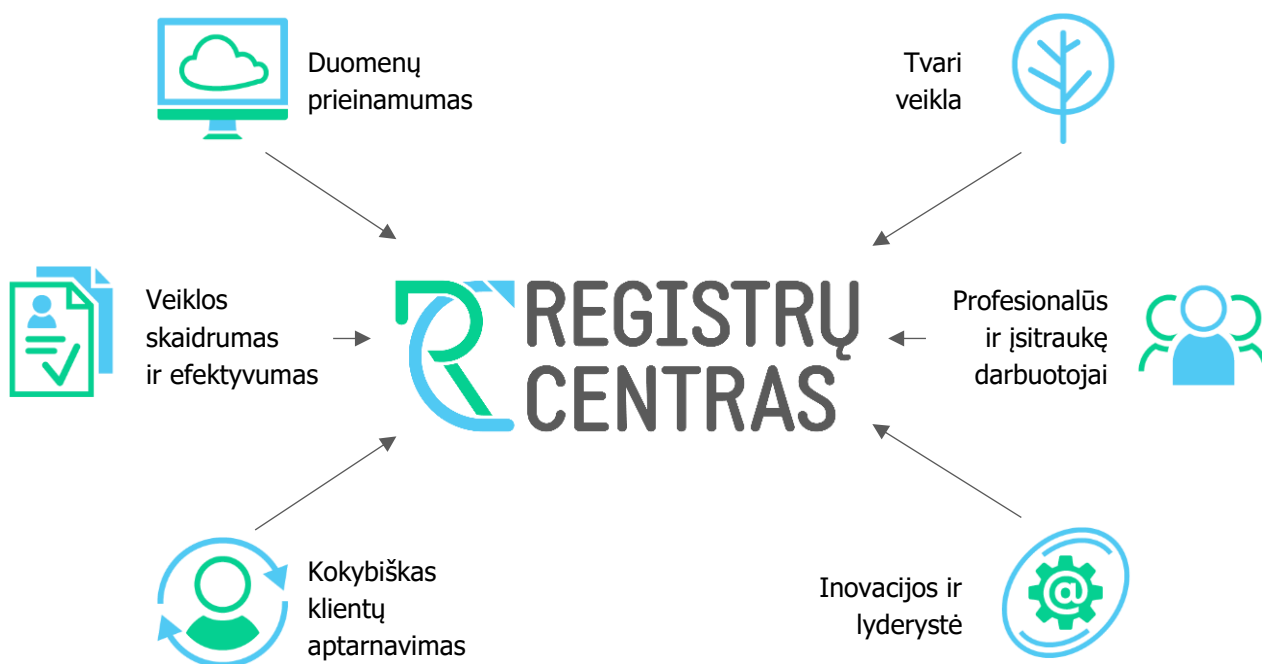 Duomenų
prieinamumas
Tvari
veikla
Veiklos
skaidrumas
ir efektyvumas
REGISTRŲ
CENTRAS
Profesionalūs
ir įsitraukę
darbuotojai
Kokybiškas
klientų
aptarnavimas
Inovacijos ir
lyderystė
@